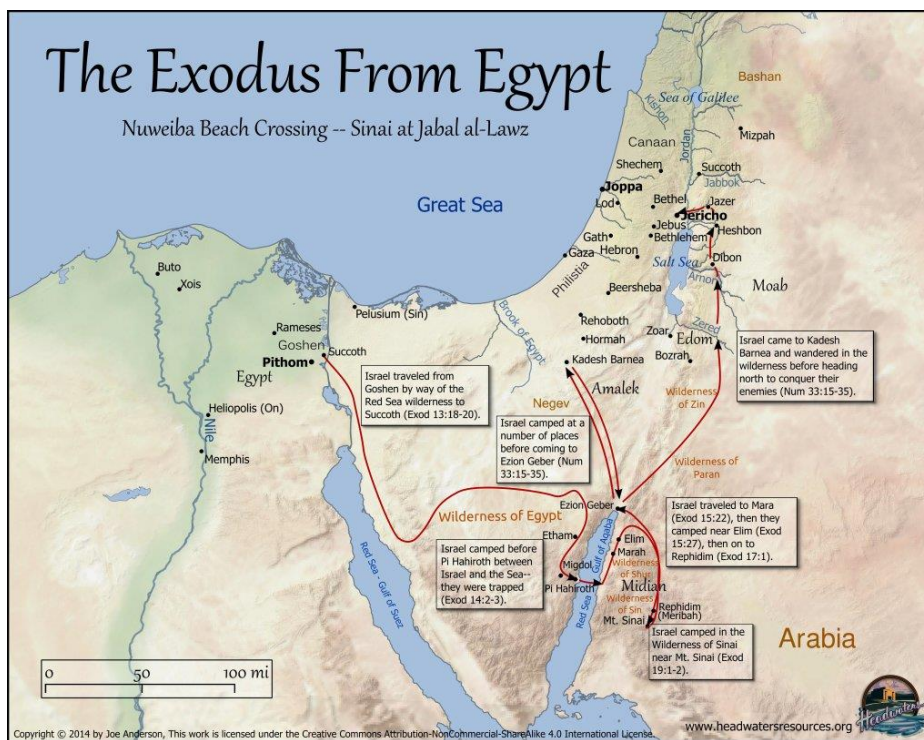 The Exodus From Egypt
Nuweiba Beach Crossing -- Sinai at Jabal al-Lawz
Bashan
Sea of Galilee
Kishon
Mizpah
Canaan
Jordan
Shechem
Succoth
Jabbok
Joppa
Great Sea
Lod
Bethel
Jazer
Jericho
Jebus
Heshbon
Gath
Bethlehem
Hebron
Gaza
Salt Sea
Dibon
Philistia
Arnon
Moab
Buto
Xois
Beersheba
Pelusium (Sin)
Brook of Egypt
Rehoboth
Rameses
Hormah
Zered
Goshen
Zoar
Edom
Succoth
Pithom
Kadesh Barnea
Bozrah
Egypt
Amalek
Israel traveled from
Goshen by way of the
Red Sea wilderness to
Succoth (Exod 13:18-20).
Israel came to Kadesh
Barnea and wandered in the
wilderness before heading
north to conquer their
enemies (Num 33:15-35).
Negev
Wilderness
of Zin
Heliopolis (On)
Nile
Memphis
Israel camped at a
number of places
before coming to
Ezion Geber (Num
33:15-35).
Wilderness of
Paran
Ezion Geber
Wilderness of Egypt
Etham
Gulf of Aqaba
Elim
Marah
Wilderness
of Shur
Israel traveled to Mara
(Exod 15:22), then they
camped near Elim (Exod
15:27), then on to
Rephidim (Exod 17:1).
Israel camped before
Pi Hahiroth between
Israel and the Sea--
they were trapped
(Exod 14:2-3).
Migdol
Pi Hahiroth
Midian
Wilderness
of Sin
Red Sea - Gulf of Suez
Red Sea
Rephidim
(Meribah)
Mt. Sinai
Israel camped in the
Wilderness of Sinai
near Mt. Sinai (Exod
19:1-2).
Arabia
0 50 100 mi
Headwaters
www.headwatersresources.org
Copyright © 2014 by Joe Anderson, This work is licensed under the Creative Commons Attribution-NonCommercial-ShareAlike 4.0 International License.